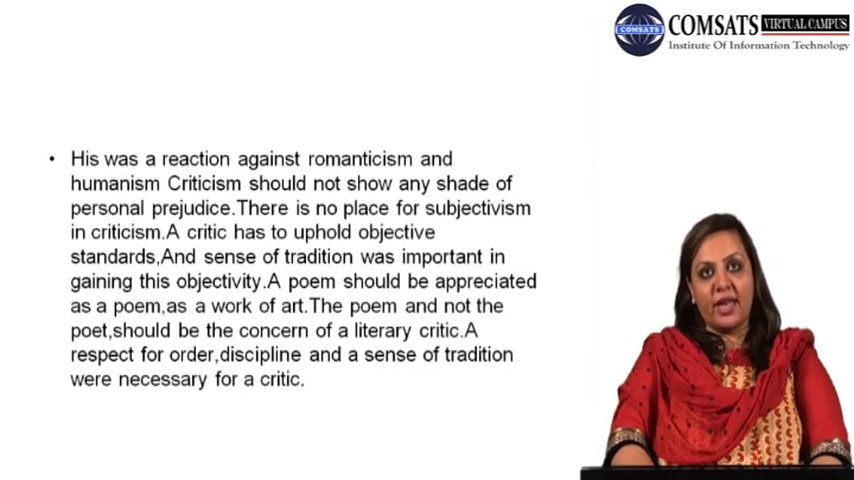 COMSATS
COMSATS VIRTUAL CAMPUS
Institute Of Information Technology
• His was a reaction against romanticism and
humanism Criticism should not show any shade of
personal prejudice.There is no place for subjectivism
in criticism.A critic has to uphold objective
standards,And sense of tradition was important in
gaining this objectivity.A poem should be appreciated
as a poem,as a work of art.The poem and not the
poet,should be the concern of a literary critic.A
respect for order,discipline and a sense of tradition
were necessary for a critic.